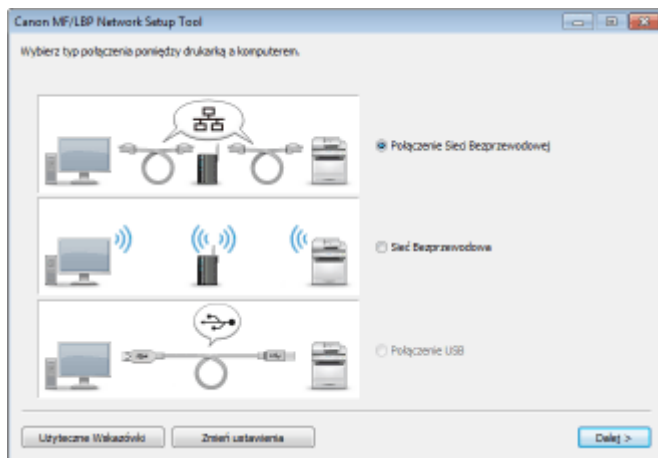 Canon MF/LBP Network Setup Tool
Wybierz typ połączenia pomiędzy drukarką a komputerem.
Połączenie Sieci Bezprzewodowej
Sieć Bezprzewodowa
Połączenie USB
Użyteczne Wskazówki
Zmień ustawienia
Dalej >